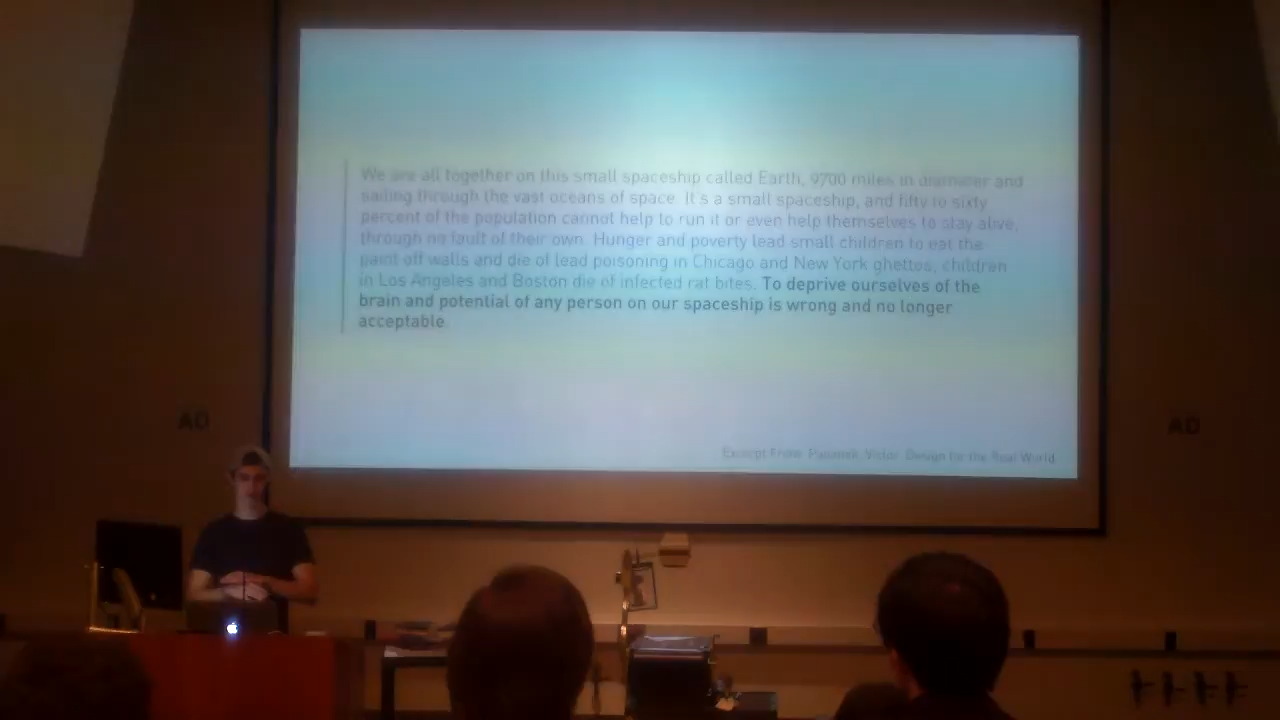 We are all together on this small spaceship called Earth, 9700 miles in diameter and
sailing through the vast oceans of space. It's a small spaceship, and fifty to sixty
percent of the population cannot help to run it or even help themselves to stay alive,
through no fault of their own. Hunger and poverty lead small children to eat the
paint off walls and die of lead poisoning in Chicago and New York ghettos, children
in Los Angeles and Boston die of infected rat bites. To deprive ourselves of the
brain and potential of any person on our spaceship is wrong and no longer
acceptable.
Excerpt From: Papanek, Victor. Design for the Real World
AD
AD